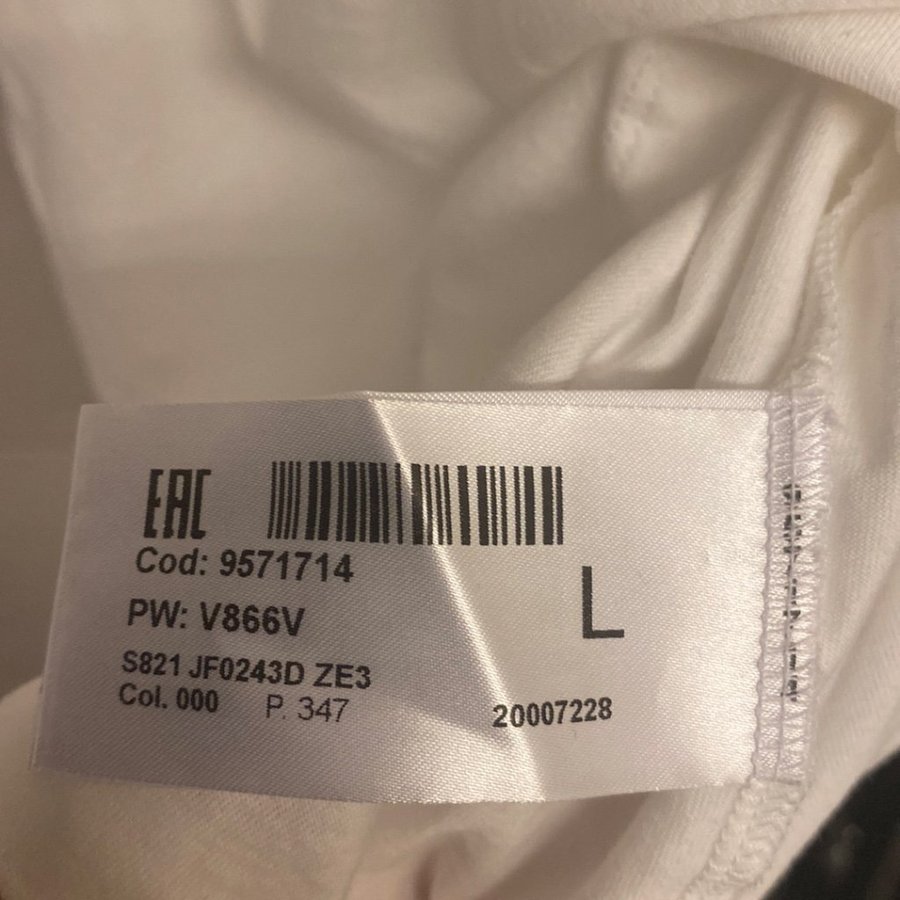 EAC
Cod: 9571714
PW: V866V
L
S821 JF0243D ZE3
Col. 000 P. 347
20007228